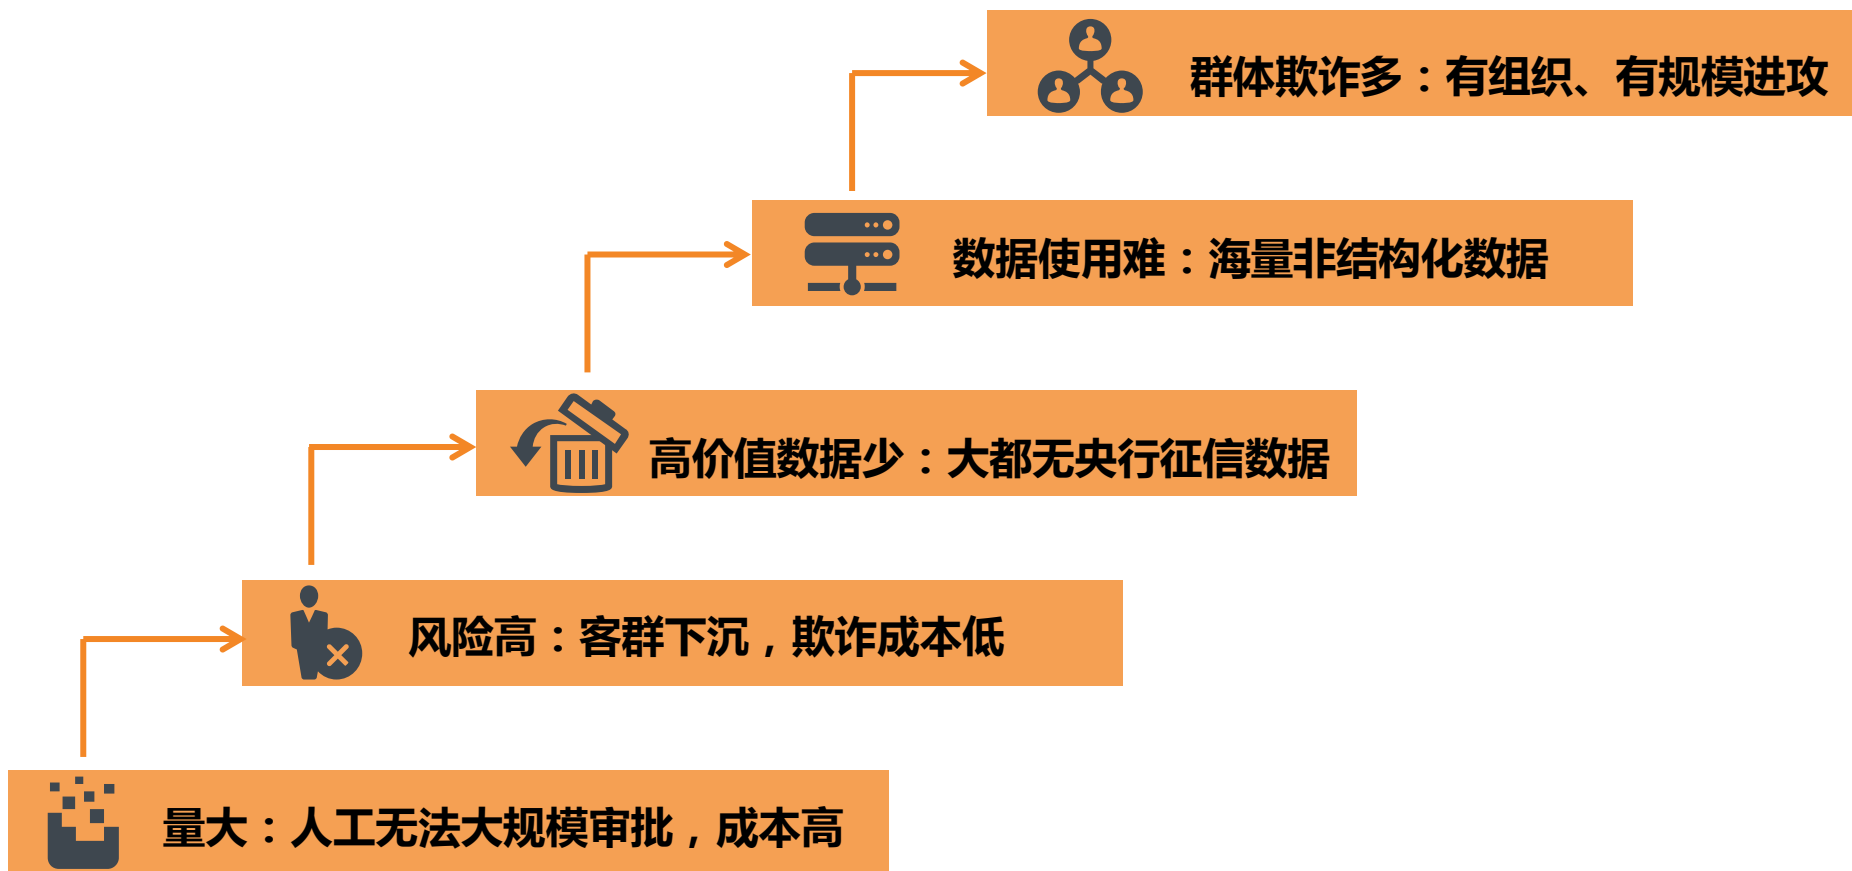 群体欺诈多：有组织、有规模进攻
数据使用难：海量非结构化数据
高价值数据少：大都无央行征信数据
风险高：客群下沉，欺诈成本低
量大：人工无法大规模审批，成本高